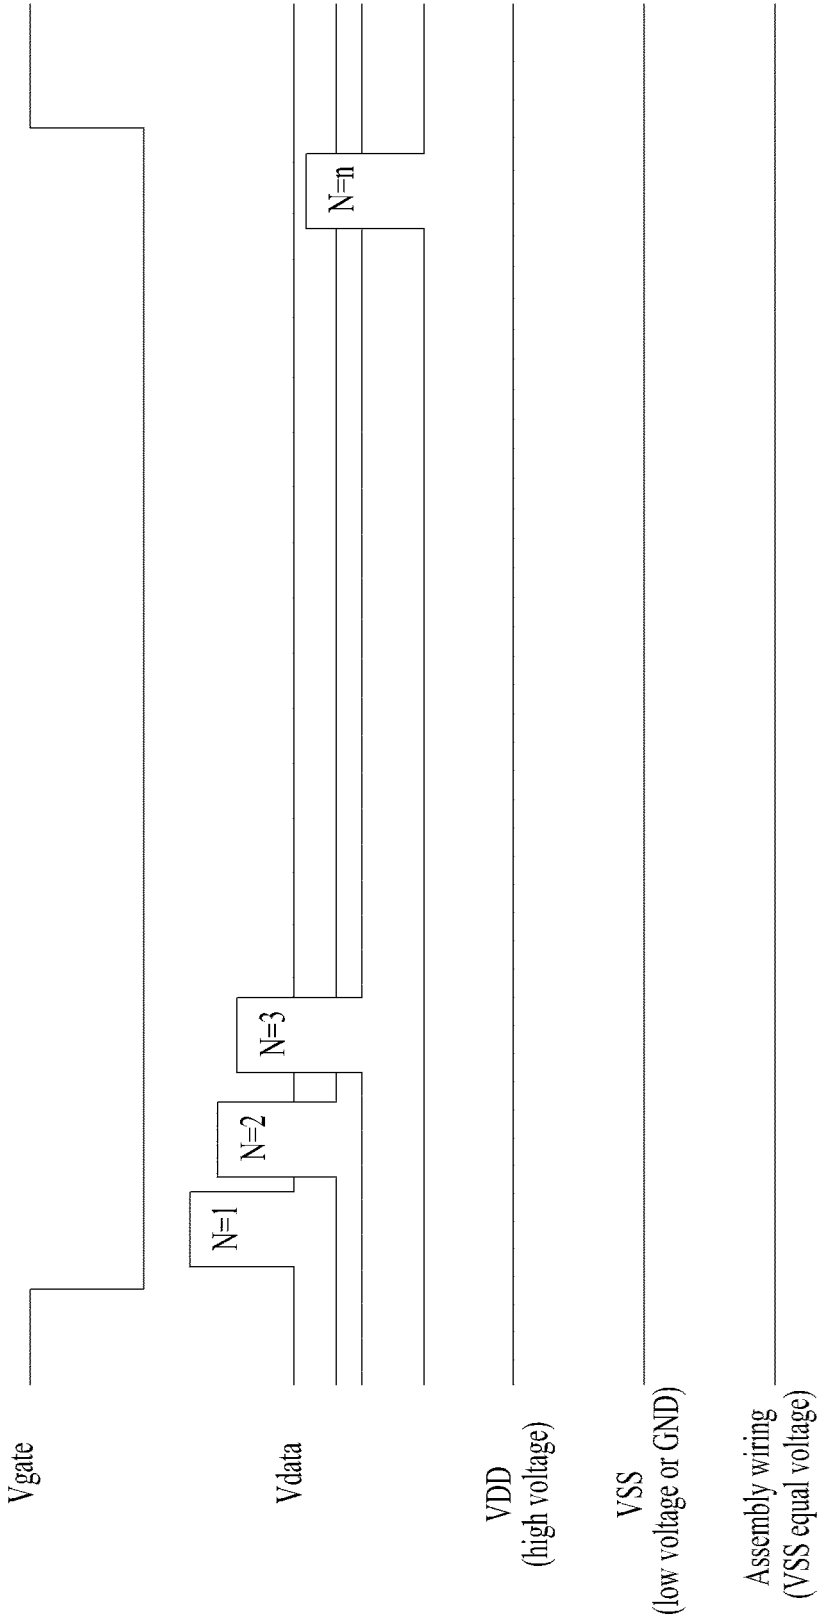 Vgate
N=1
N=2
N=3
N=n
Vdata
VDD
(high voltage)
VSS
(low voltage or GND)
Assembly wiring
(VSS equal voltage)